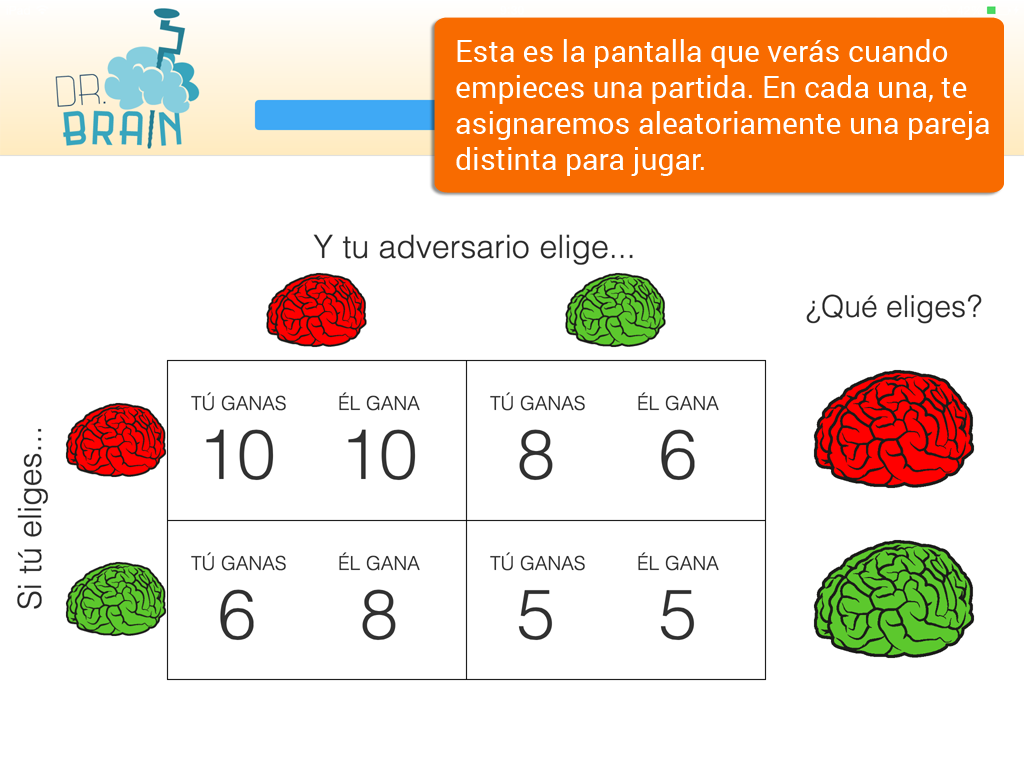 DR.
BRAIN
Esta es la pantalla que verás cuando
empieces una partida. En cada una, te
asignaremos aleatoriamente una pareja
distinta para jugar.
Y tu adversario elige...
¿Qué eliges?
Si tú eliges...
TÚ GANAS ÉL GANA TÚ GANAS ÉL GANA
10 10 8 6
TÚ GANAS ÉL GANA TÚ GANAS ÉL GANA
6 8 5 5